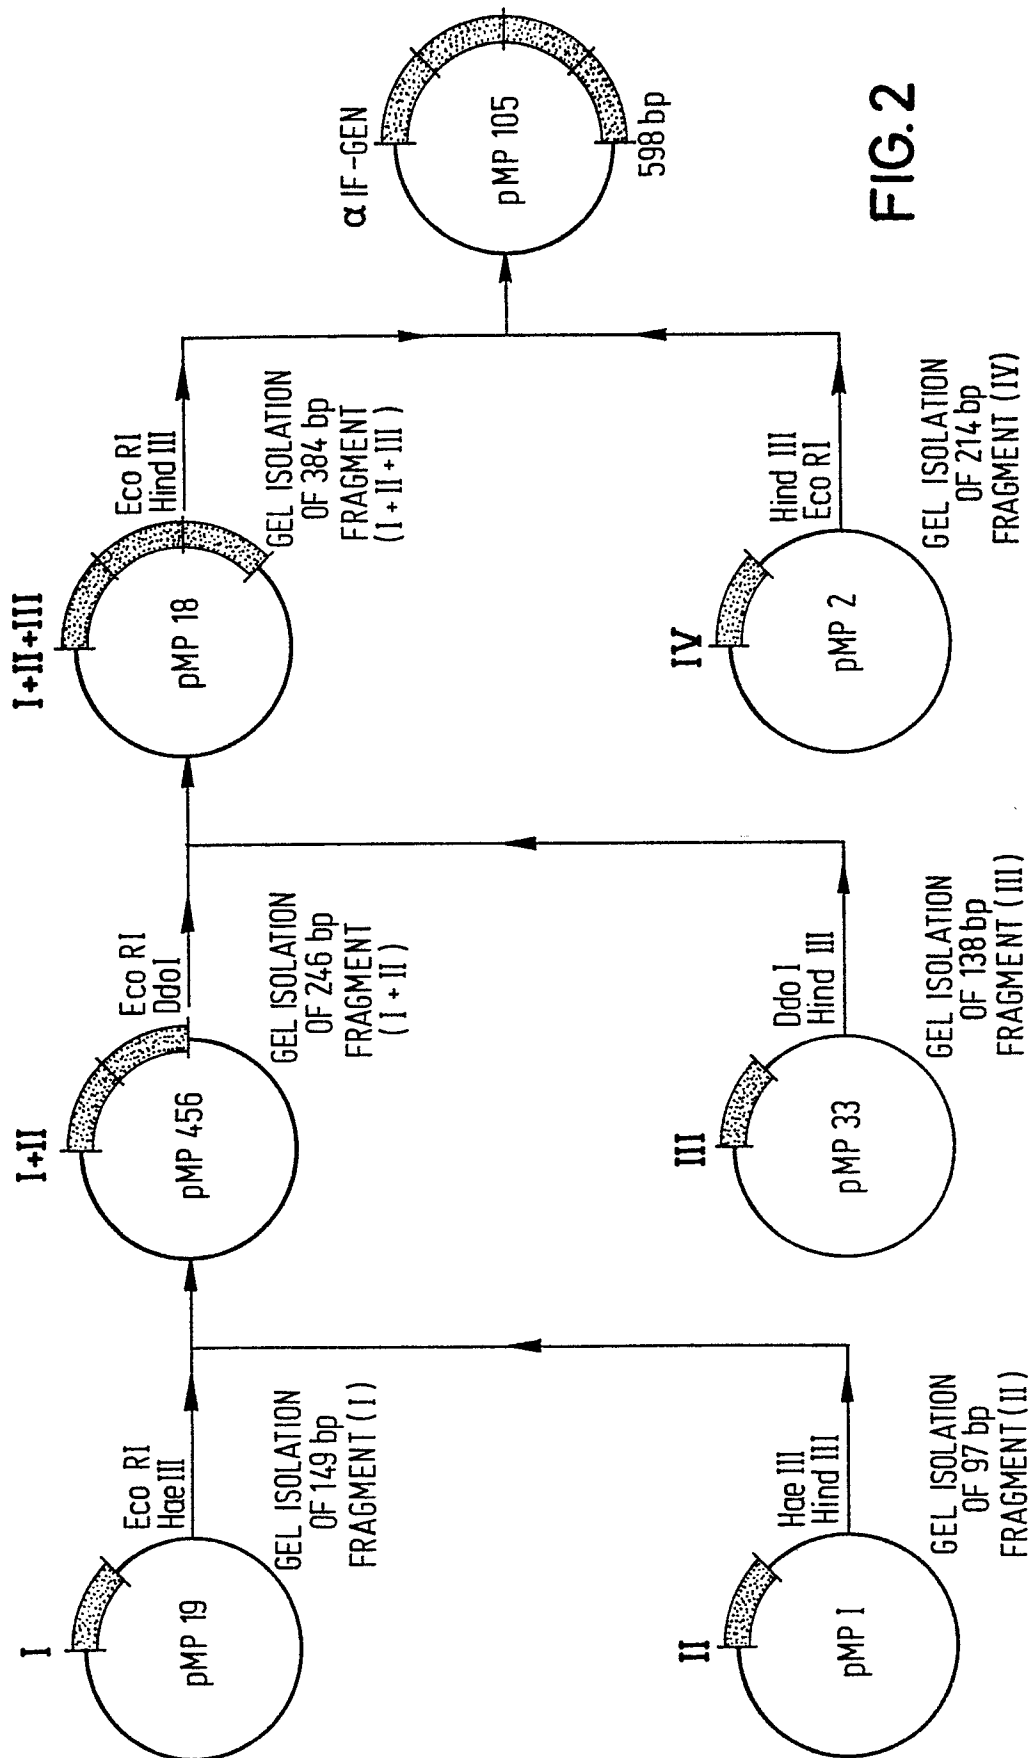 I
pMP 19
Eco RI
Hae III
GEL ISOLATION
OF 149 bp
FRAGMENT (I)
II
pMP I
Hae III
Hind III
GEL ISOLATION
OF 97 bp
FRAGMENT (II)
I+II
pMP 456
Eco RI
Ddo I
GEL ISOLATION
OF 246 bp
FRAGMENT
(I + II)
III
pMP 33
Ddo I
Hind III
GEL ISOLATION
OF 138 bp
FRAGMENT (III)
I+II+III
pMP 18
Eco RI
Hind III
GEL ISOLATION
OF 384 bp
FRAGMENT
(I + II + III)
IV
pMP 2
Hind III
Eco RI
GEL ISOLATION
OF 214 bp
FRAGMENT (IV)
α IF-GEN
pMP 105
598 bp
FIG. 2